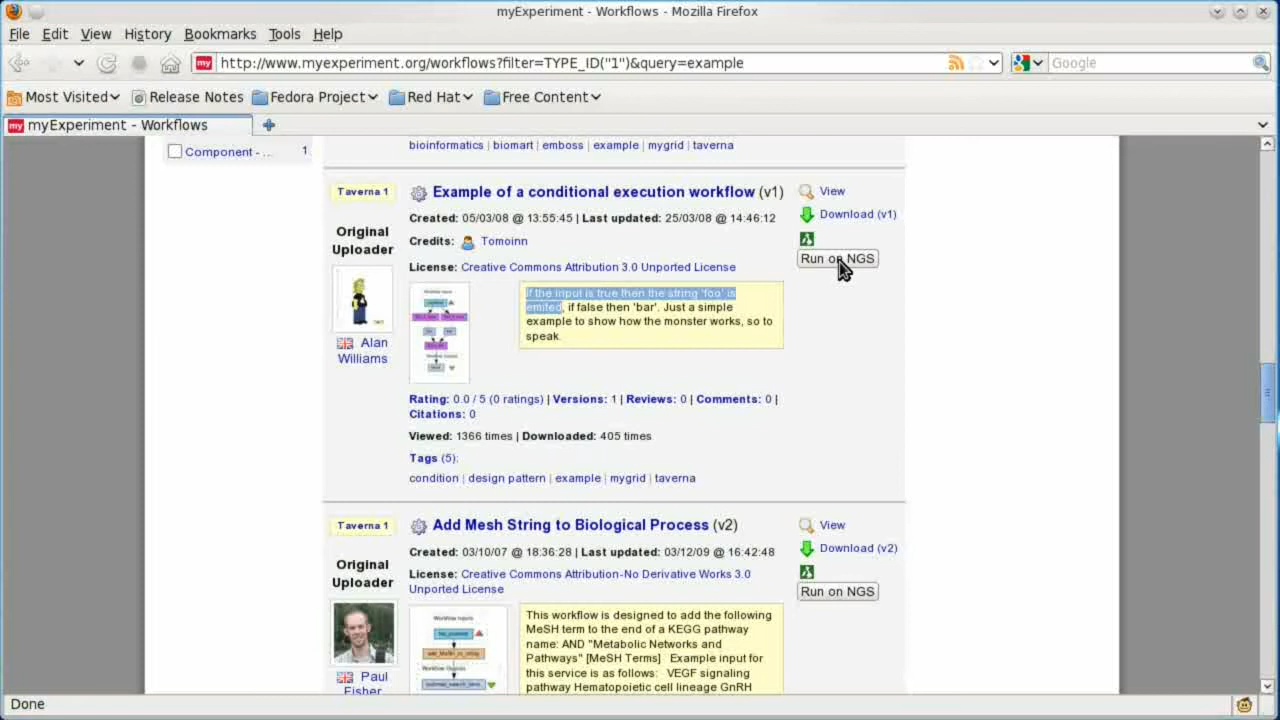 myExperiment - Workflows - Mozilla Firefox
File Edit View History Bookmarks Tools Help
my http://www.myexperiment.org/workflows?filter=TYPE_ID("1")&query=example Google
Most Visited Release Notes Fedora Project Red Hat Free Content
my myExperiment - Workflows
Component - ... 1
bioinformatics | biomart | emboss | example | mygrid | taverna
Taverna 1 Example of a conditional execution workflow (v1) View
Created: 05/03/08 @ 13:55:45 | Last updated: 25/03/08 @ 14:46:12 Download (v1)
Original
Uploader
Credits: Tomoinn
Run on NGS
License: Creative Commons Attribution 3.0 Unported License
If the input is true then the string 'foo' is
emited, if false then 'bar'. Just a simple
example to show how the monster works, so to
speak.
Alan
Williams
Rating: 0.0 / 5 (0 ratings) | Versions: 1 | Reviews: 0 | Comments: 0 |
Citations: 0
Viewed: 1366 times | Downloaded: 405 times
Tags (5):
condition | design pattern | example | mygrid | taverna
Taverna 1 Add Mesh String to Biological Process (v2) View
Created: 03/10/07 @ 18:36:28 | Last updated: 03/12/09 @ 16:42:48 Download (v2)
Original
Uploader
License: Creative Commons Attribution-No Derivative Works 3.0
Unported License
Run on NGS
This workflow is designed to add the following
MeSH term to the end of a KEGG pathway
name: AND "Metabolic Networks and
Pathways" [MeSH Terms] Example input for
this service is as follows: VEGF signaling
pathway Hematopoietic cell lineage GnRH
Workflow Inputs
Workflow Outputs
Paul
Fisher
Done